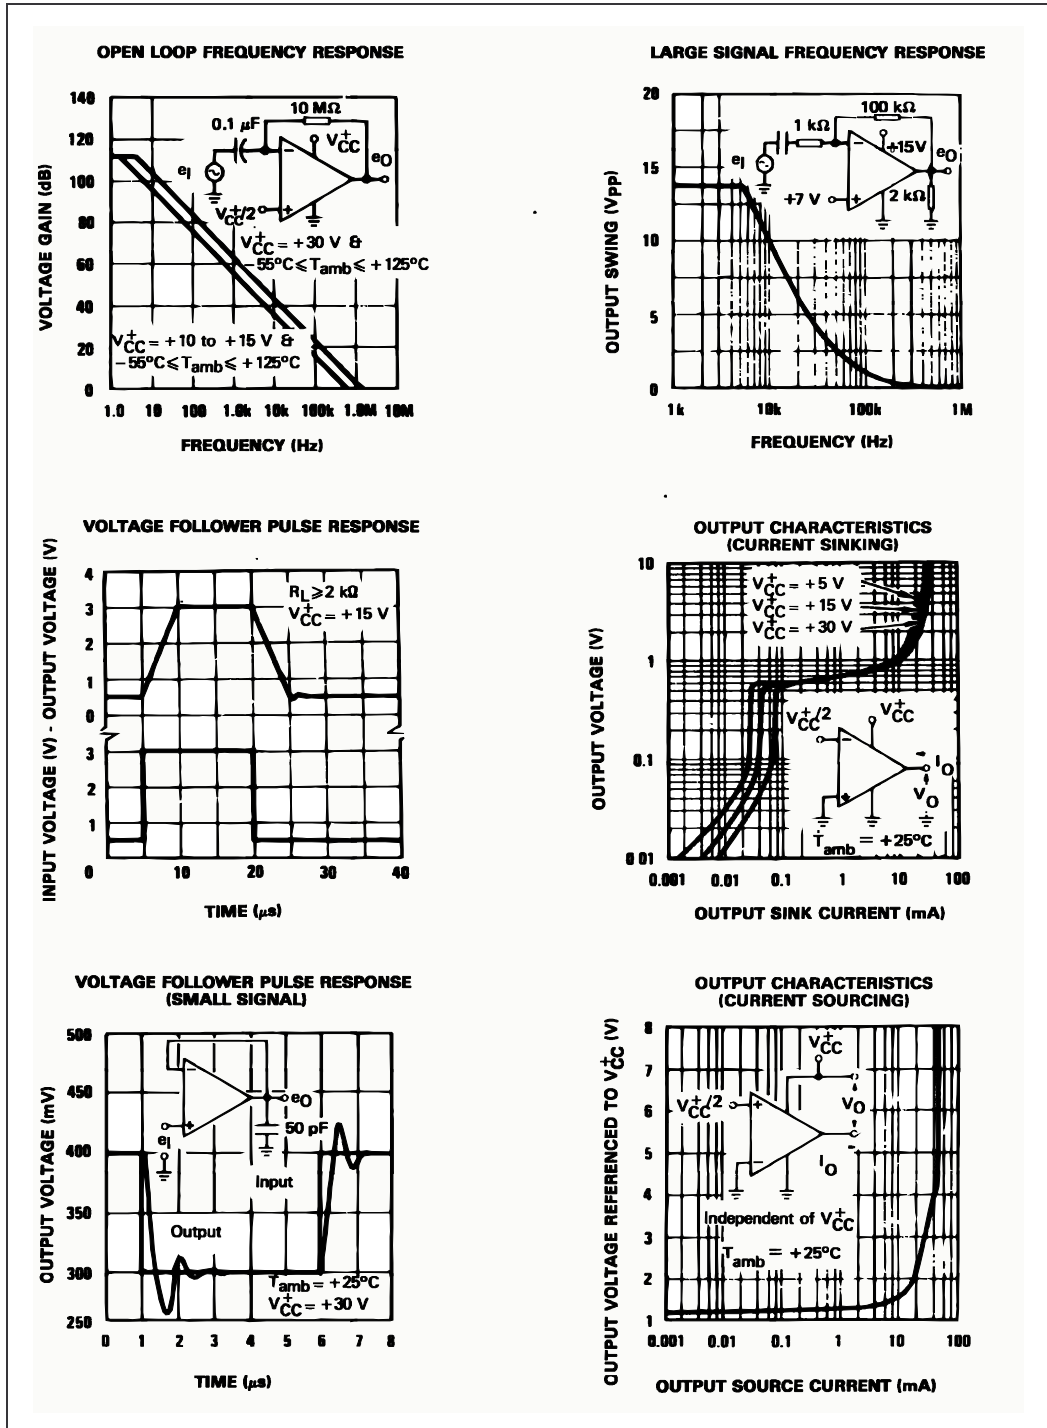 OPEN LOOP FREQUENCY RESPONSE
140
120
100
80
60
40
20
0
VOLTAGE GAIN (dB)
10 MΩ
0.1 μF
V+CC
eI
eO
V+CC/2
V+CC = +30 V &
-55°C ≤ Tamb ≤ +125°C
V+CC = +10 to +15 V &
-55°C ≤ Tamb ≤ +125°C
1.0 10 100 1.0k 10k 100k 1.0M 10M
FREQUENCY (Hz)
LARGE SIGNAL FREQUENCY RESPONSE
20
15
10
5
0
OUTPUT SWING (Vpp)
100 kΩ
1 kΩ
+15V
eI
eO
+7 V
2 kΩ
1k 10k 100k 1M
FREQUENCY (Hz)
VOLTAGE FOLLOWER PULSE RESPONSE
INPUT VOLTAGE (V) - OUTPUT VOLTAGE (V)
4
3
2
1
0
3
2
1
0
RL ≥ 2 kΩ
V+CC = +15 V
10 20 30 40
TIME (μs)
OUTPUT CHARACTERISTICS
(CURRENT SINKING)
10
1
0.1
0.01
OUTPUT VOLTAGE (V)
V+CC = +5 V
V+CC = +15 V
V+CC = +30 V
V+CC/2
V+CC
IO
VO
Tamb = +25°C
0.001 0.01 0.1 1 10 100
OUTPUT SINK CURRENT (mA)
VOLTAGE FOLLOWER PULSE RESPONSE
(SMALL SIGNAL)
500
450
400
350
300
250
OUTPUT VOLTAGE (mV)
eO
50 pF
eI
Input
Output
Tamb = +25°C
V+CC = +30 V
0 1 2 3 4 5 6 7 8
TIME (μs)
OUTPUT CHARACTERISTICS
(CURRENT SOURCING)
8
7
6
5
4
3
2
1
OUTPUT VOLTAGE REFERENCED TO V+CC (V)
V+CC
V+CC/2
VO
IO
Independent of V+CC
Tamb = +25°C
0.001 0.01 0.1 1 10 100
OUTPUT SOURCE CURRENT (mA)